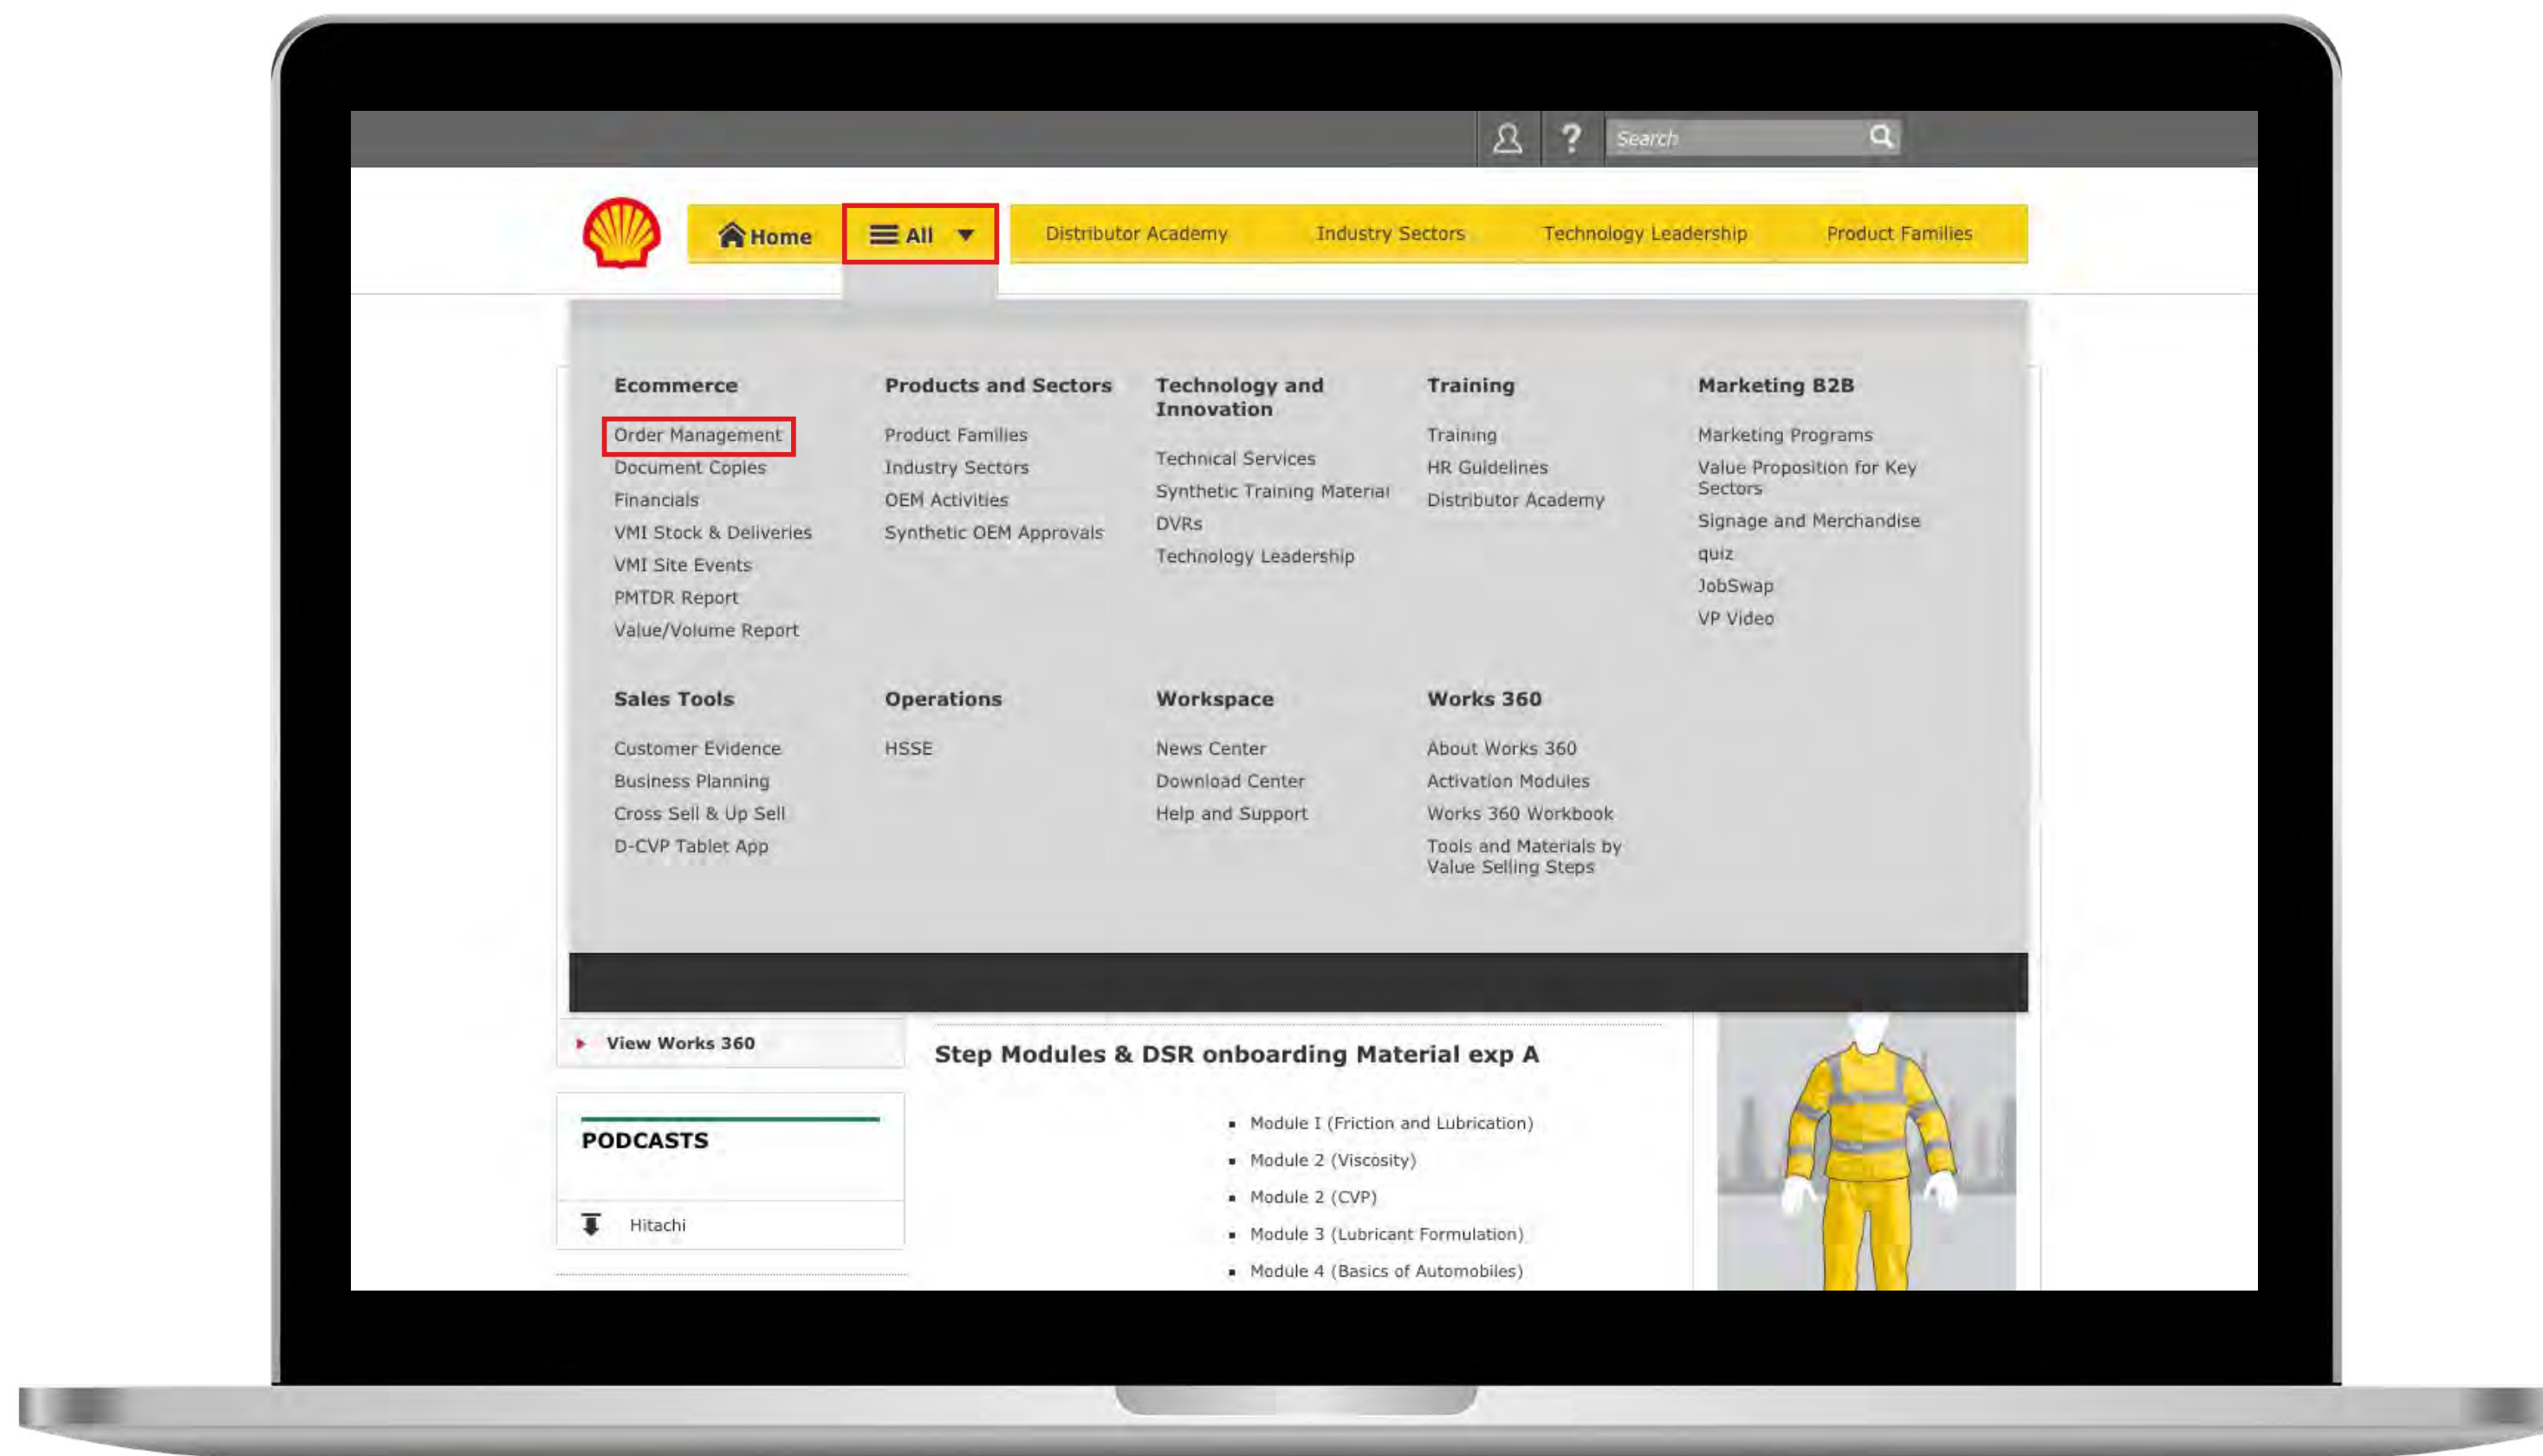 Search
Home
All
Distributor Academy
Industry Sectors
Technology Leadership
Product Families
Ecommerce
Order Management
Document Copies
Financials
VMI Stock & Deliveries
VMI Site Events
PMTDR Report
Value/Volume Report
Products and Sectors
Product Families
Industry Sectors
OEM Activities
Synthetic OEM Approvals
Technology and
Innovation
Technical Services
Synthetic Training Material
DVRs
Technology Leadership
Training
Training
HR Guidelines
Distributor Academy
Marketing B2B
Marketing Programs
Value Proposition for Key
Sectors
Signage and Merchandise
quiz
JobSwap
VP Video
Sales Tools
Customer Evidence
Business Planning
Cross Sell & Up Sell
D-CVP Tablet App
Operations
HSSE
Workspace
News Center
Download Center
Help and Support
Works 360
About Works 360
Activation Modules
Works 360 Workbook
Tools and Materials by
Value Selling Steps
View Works 360
PODCASTS
Hitachi
Step Modules & DSR onboarding Material exp A
Module I (Friction and Lubrication)
Module 2 (Viscosity)
Module 2 (CVP)
Module 3 (Lubricant Formulation)
Module 4 (Basics of Automobiles)